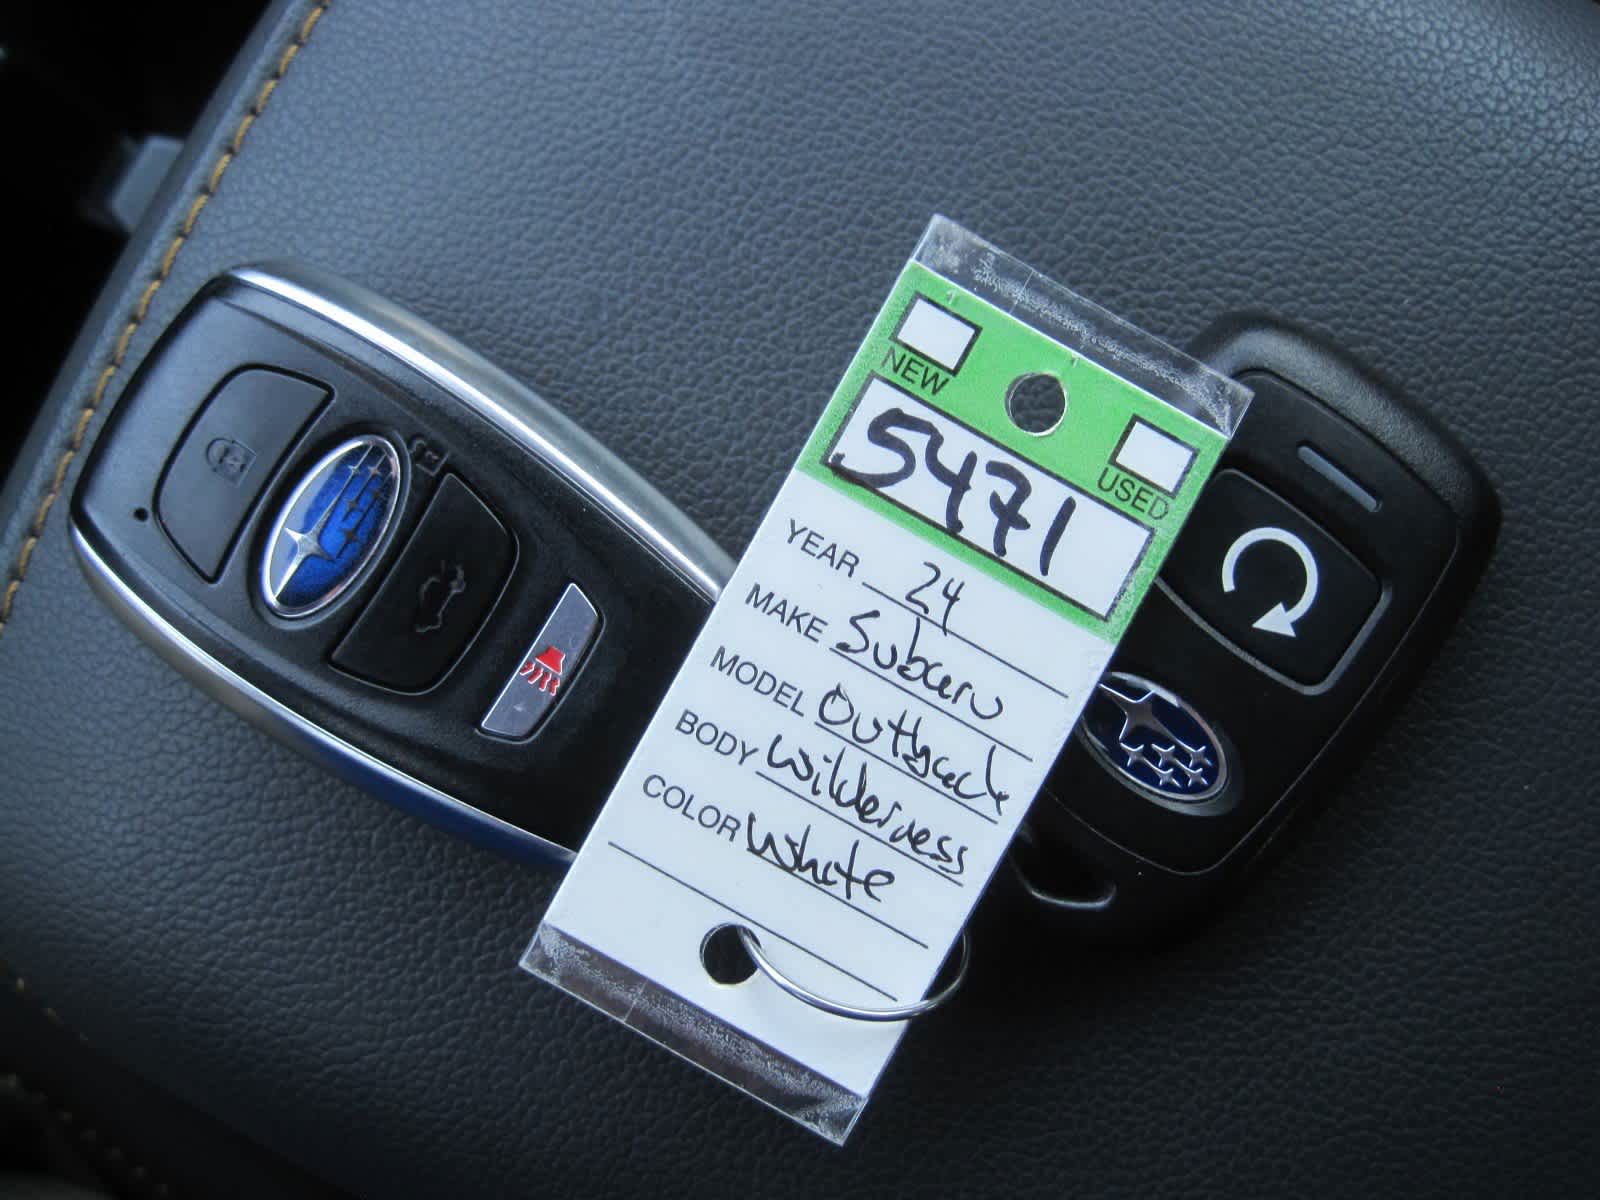 NEW
USED
5471
YEAR 24
MAKE Subaru
MODEL Outback
BODY Wilderness
COLOR White